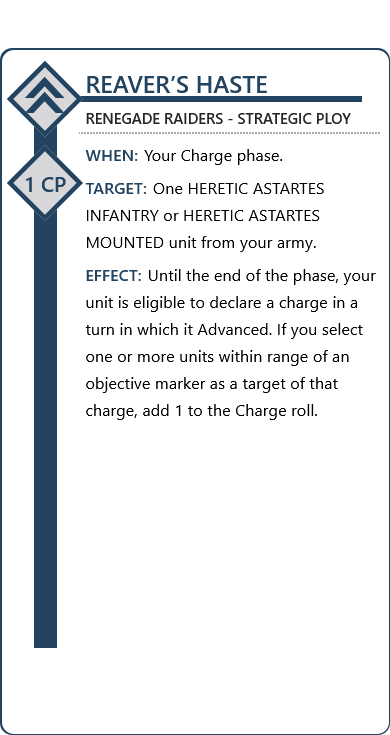 REAVER’S HASTE
RENEGADE RAIDERS - STRATEGIC PLOY
1 CP
WHEN: Your Charge phase.
TARGET: One HERETIC ASTARTES
INFANTRY or HERETIC ASTARTES
MOUNTED unit from your army.
EFFECT: Until the end of the phase, your
unit is eligible to declare a charge in a
turn in which it Advanced. If you select
one or more units within range of an
objective marker as a target of that
charge, add 1 to the Charge roll.